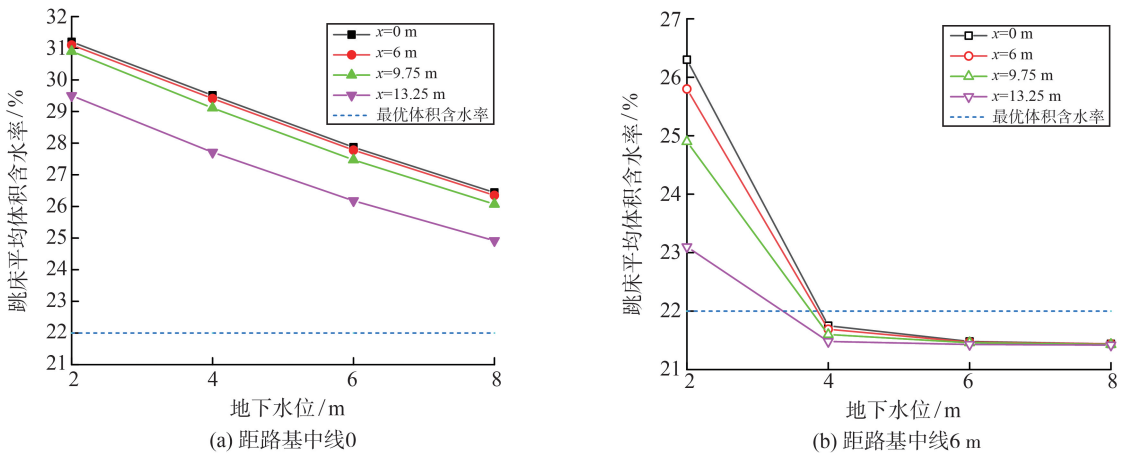 32
31
30
29
28
27
26
25
24
23
22
21
2
4
6
8
跳床平均体积含水率/%
地下水位/m
x=0 m
x=6 m
x=9.75 m
x=13.25 m
最优体积含水率
(a) 距路基中线0
27
26
25
24
23
22
21
2
4
6
8
跳床平均体积含水率/%
地下水位/m
x=0 m
x=6 m
x=9.75 m
x=13.25 m
最优体积含水率
(b) 距路基中线6 m